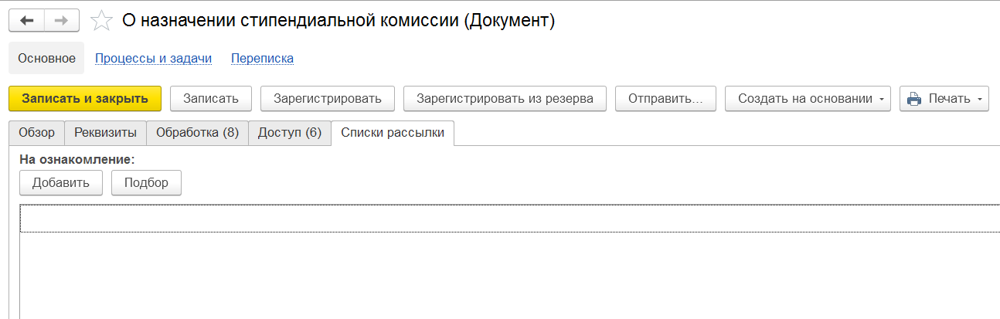 О назначении стипендиальной комиссии (Документ)
Основное Процессы и задачи Переписка
Записать и закрыть Записать Зарегистрировать Зарегистрировать из резерва Отправить... Создать на основании Печать
Обзор Реквизиты Обработка (8) Доступ (6) Списки рассылки
На ознакомление:
Добавить Подбор